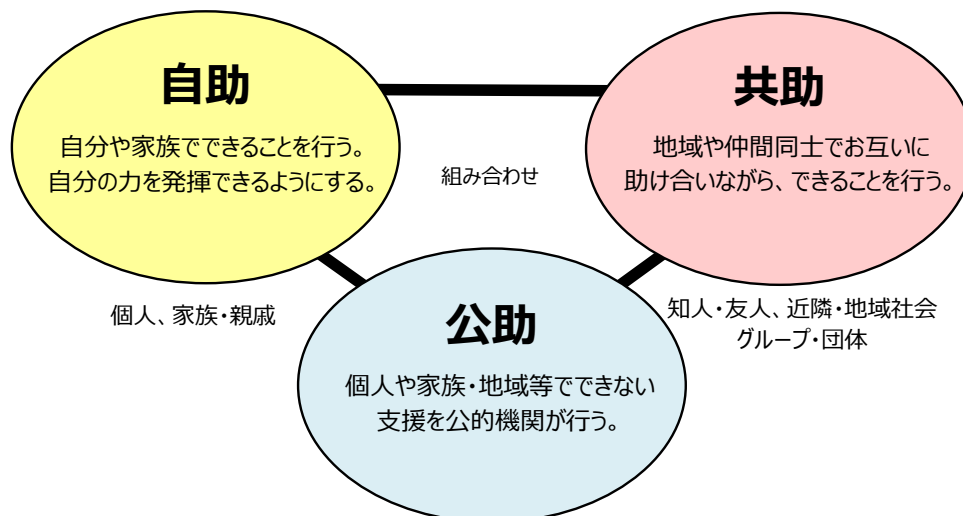 自助
自分や家族でできることを行う。
自分の力を発揮できるようにする。
共助
地域や仲間同士でお互いに
助け合いながら、できることを行う。
組み合わせ
個人、家族・親戚
知人・友人、近隣・地域社会
グループ・団体
公助
個人や家族・地域等でできない
支援を公的機関が行う。